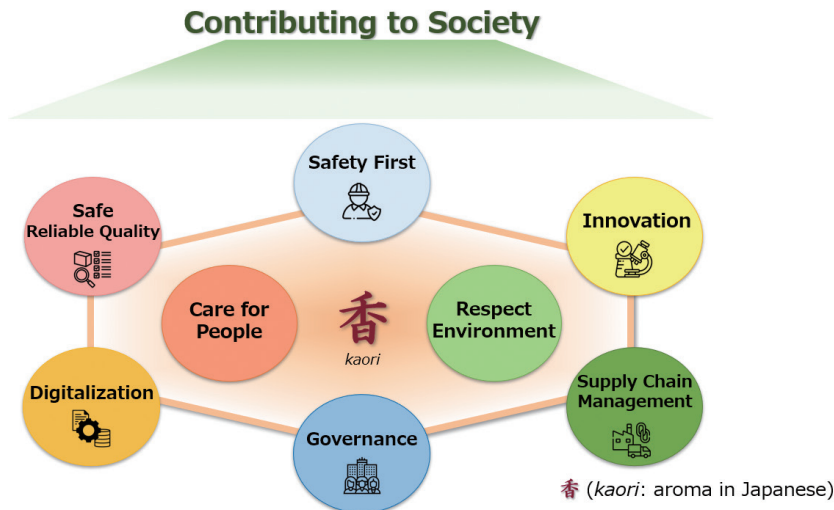 Contributing to Society
Safety First
Safe
Reliable Quality
Innovation
Care for
People
香
kaori
Respect
Environment
Digitalization
Governance
Supply Chain
Management
香 (kaori: aroma in Japanese)